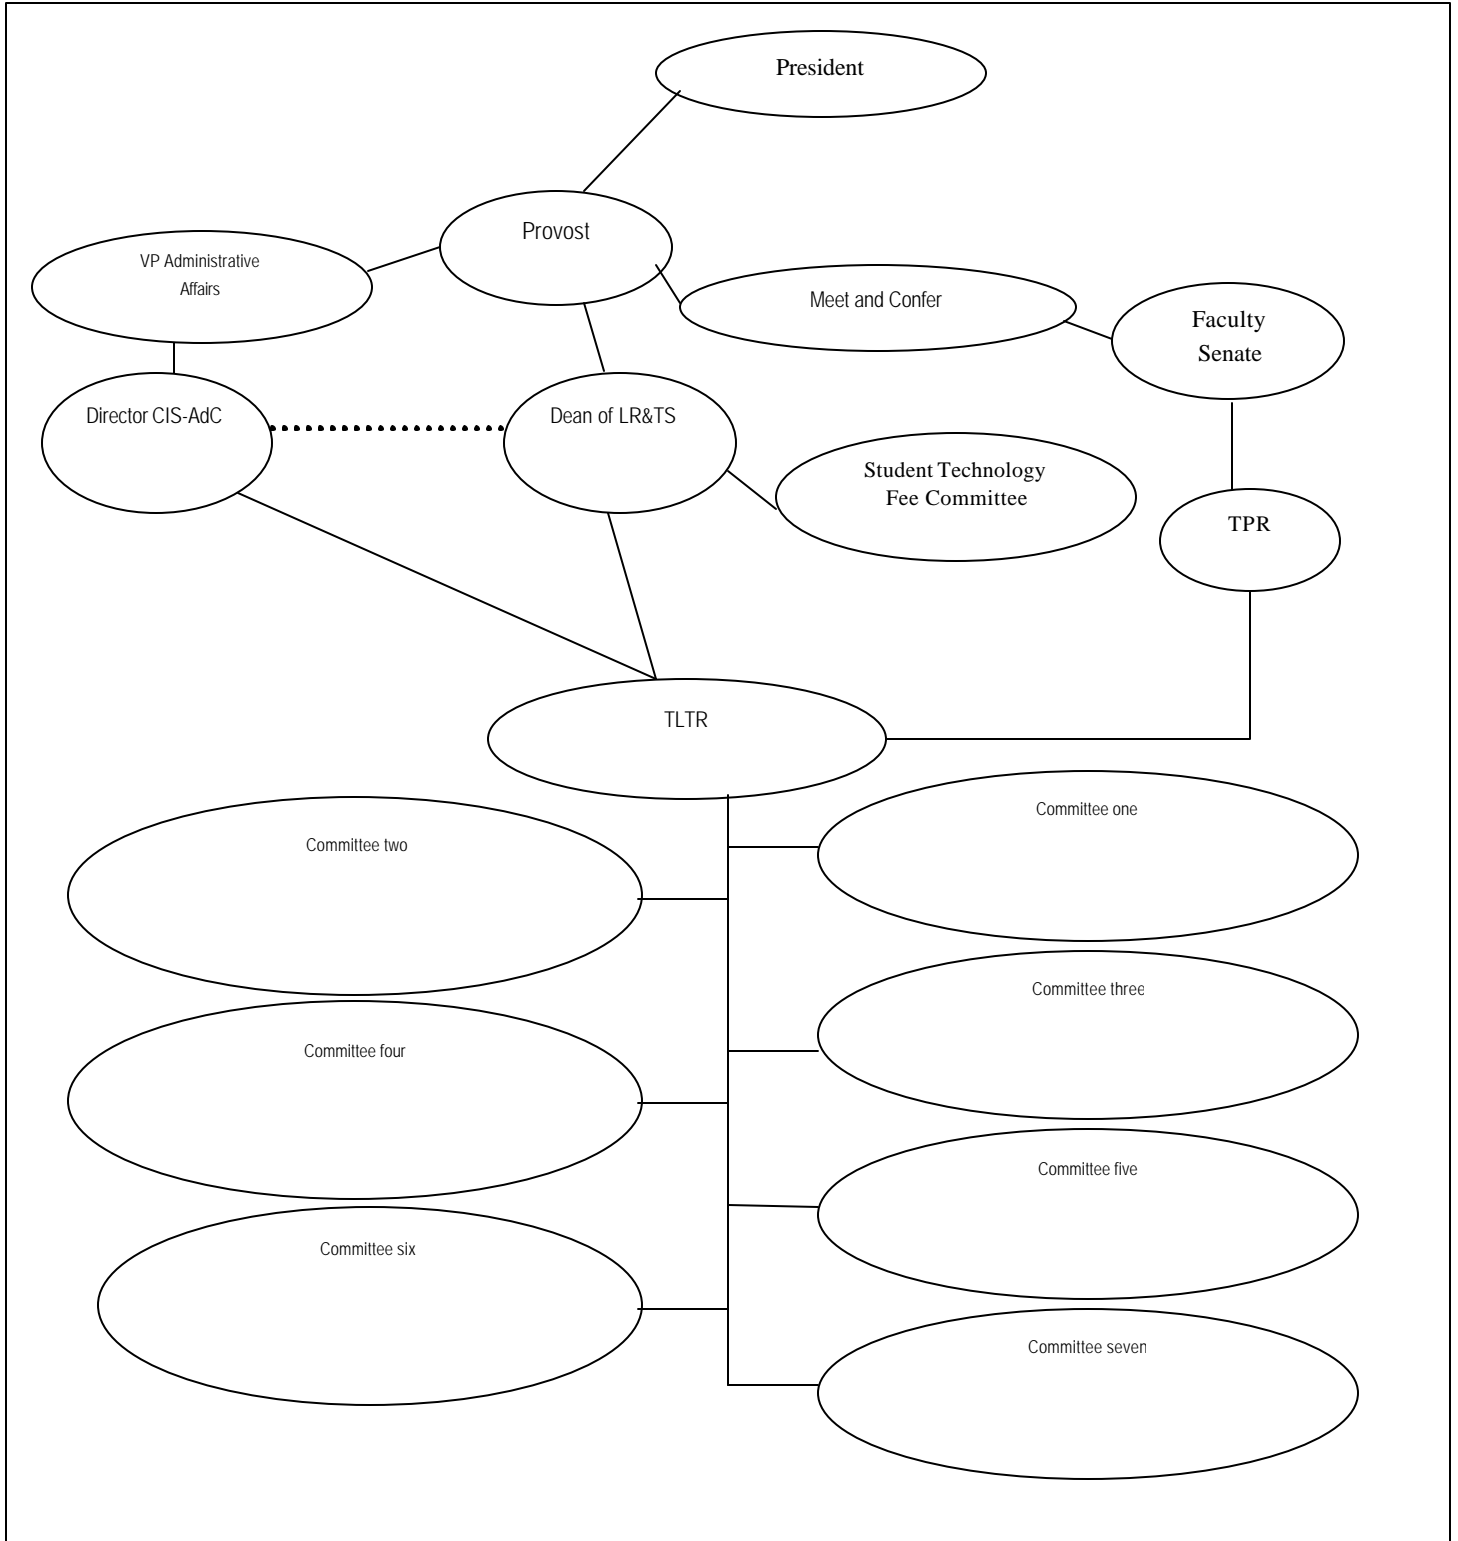 President
Provost
VP Administrative
Affairs
Meet and Confer
Faculty
Senate
Director CIS-AdC
Dean of LR&TS
Student Technology
Fee Committee
TPR
TLTR
Committee one
Committee two
Committee three
Committee four
Committee five
Committee six
Committee seven